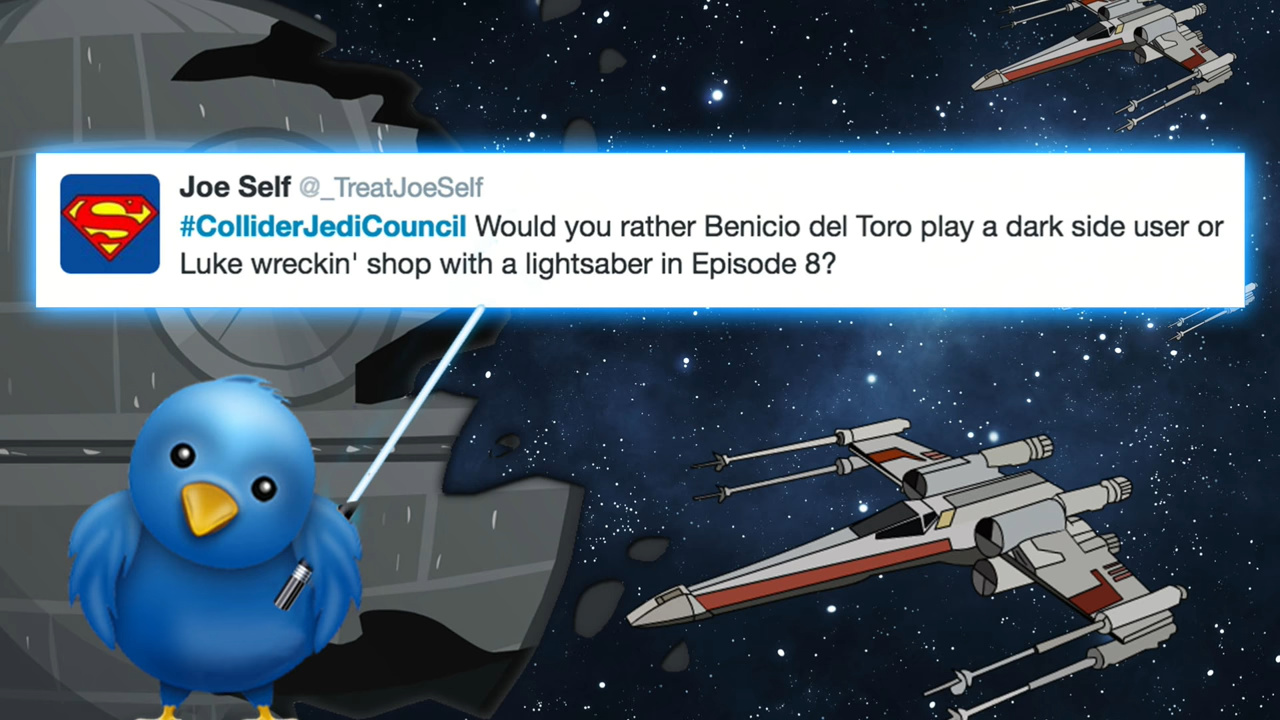 Joe Self @_TreatJoeSelf
#ColliderJediCouncil Would you rather Benicio del Toro play a dark side user or
Luke wreckin' shop with a lightsaber in Episode 8?